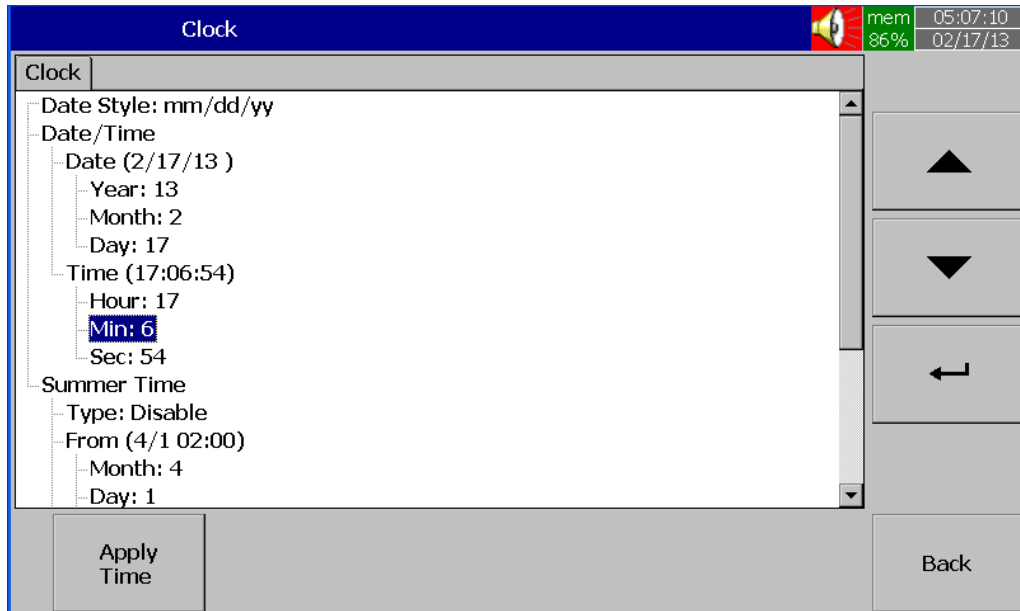 Clock
mem 05:07:10
86% 02/17/13
Clock
Date Style: mm/dd/yy
Date/Time
Date (2/17/13 )
Year: 13
Month: 2
Day: 17
Time (17:06:54)
Hour: 17
Min: 6
Sec: 54
Summer Time
Type: Disable
From (4/1 02:00)
Month: 4
Day: 1
Apply
Time
Back